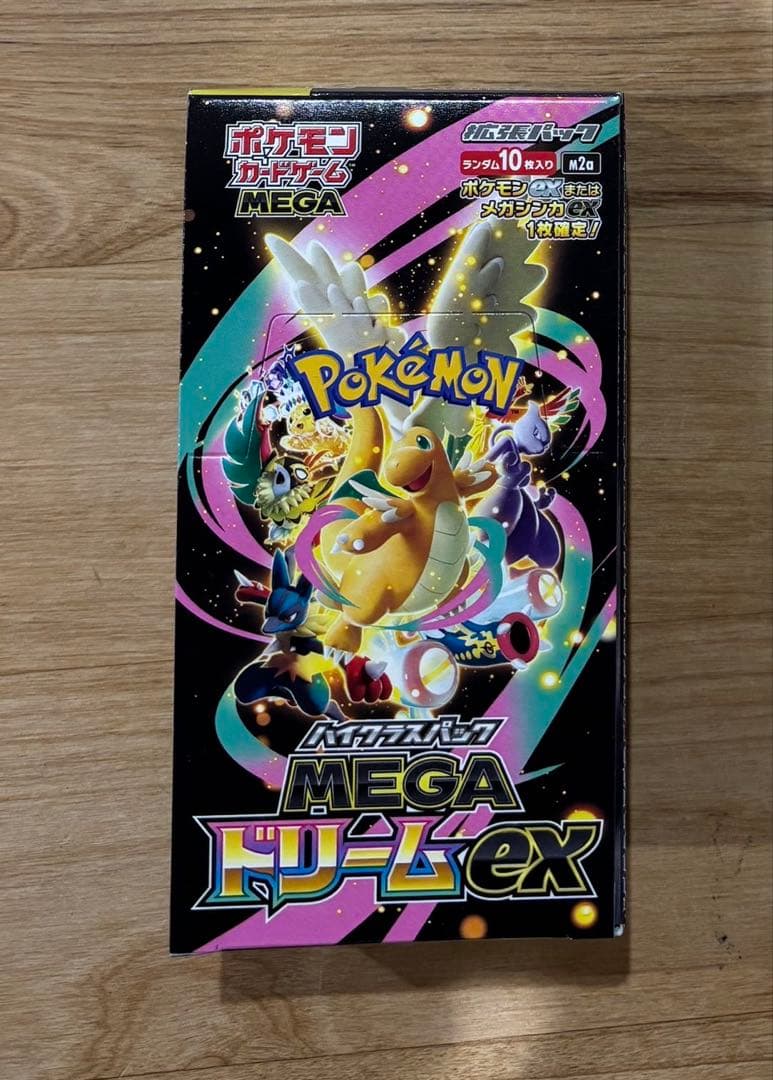 ポケモン
カードゲーム
MEGA
拡張パック
ランダム10枚入り M2a
ポケモンexまたは
メガシンカex
1枚確定!
POKéMON
ハイクラスパック
MEGA
ドリームex